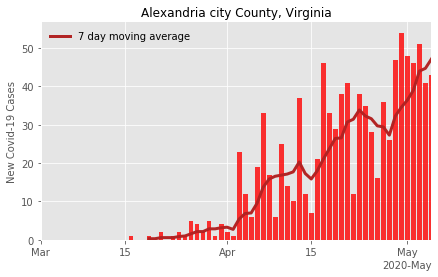 Alexandria city County, Virginia
7 day moving average
New Covid-19 Cases
50
40
30
20
10
0
Mar
15
Apr
15
May
2020-May